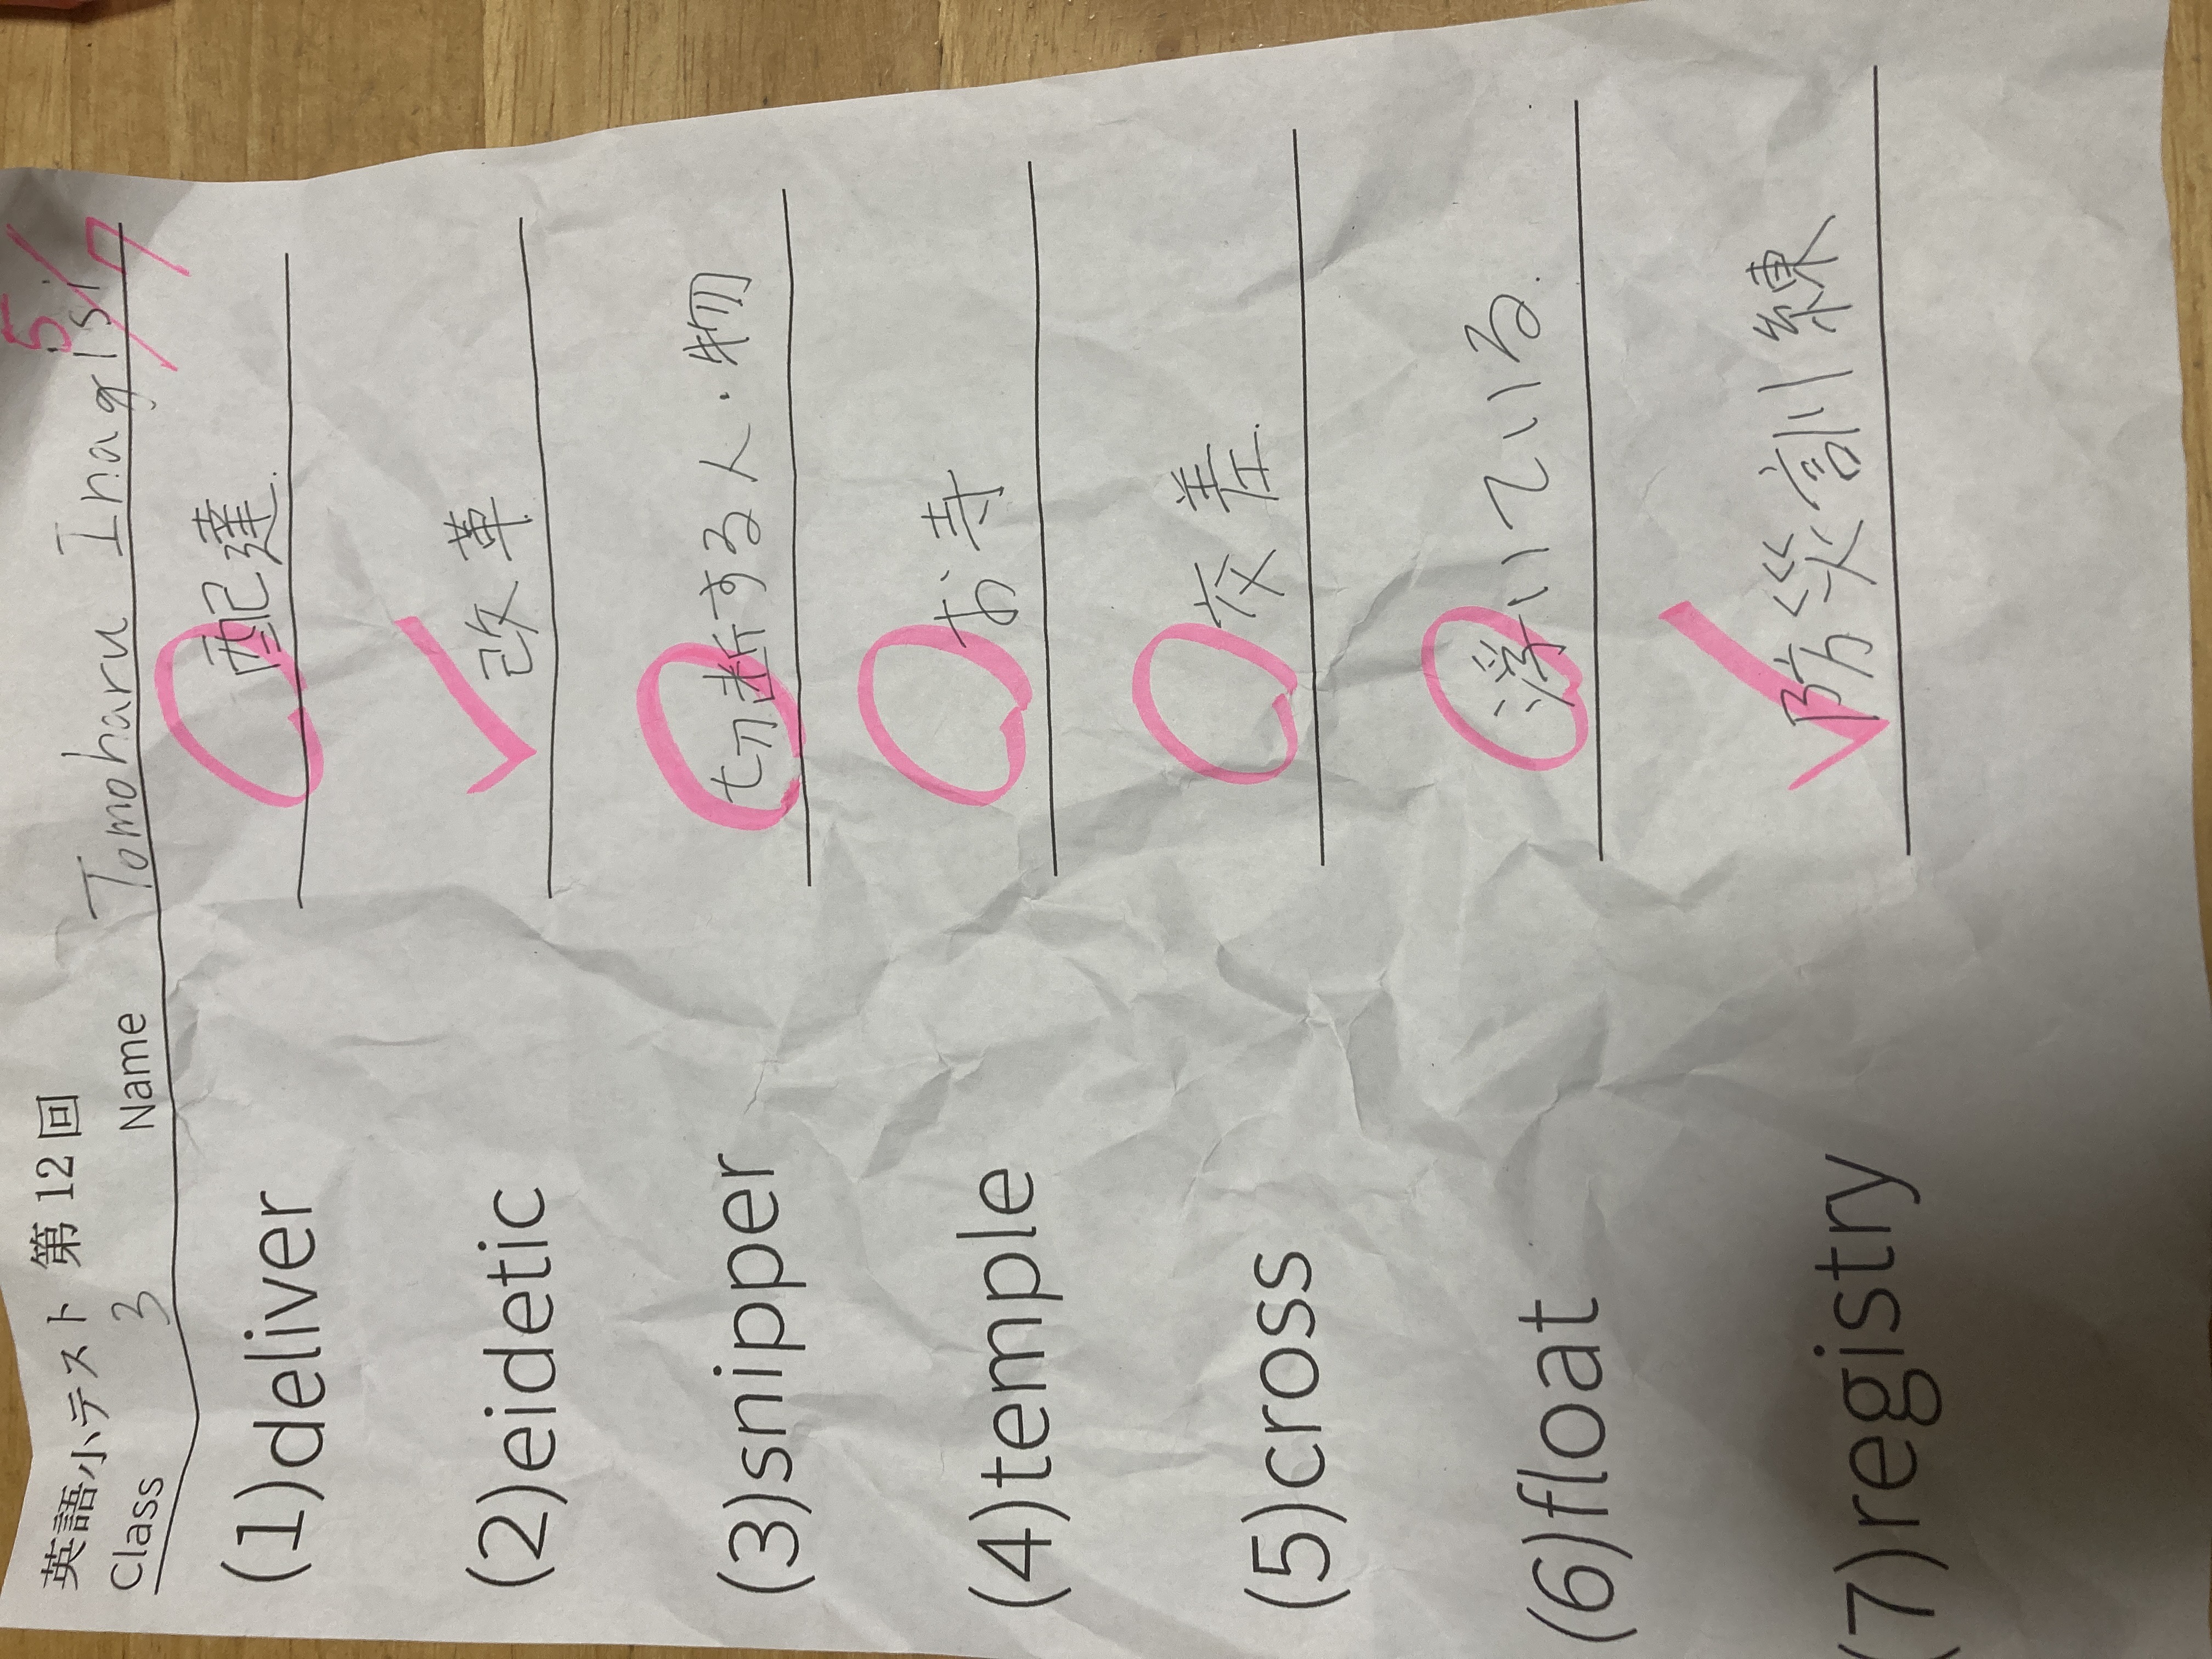 英語小テスト 第12回
5/7
Class 3 Name Tomoharu Inagisi
(1)deliver 配達
(2)eidetic 改革
(3)snipper 切断する人・物
(4)temple お寺
(5)cross 交差
(6)float 浮いている
(7)registry 防災訓練